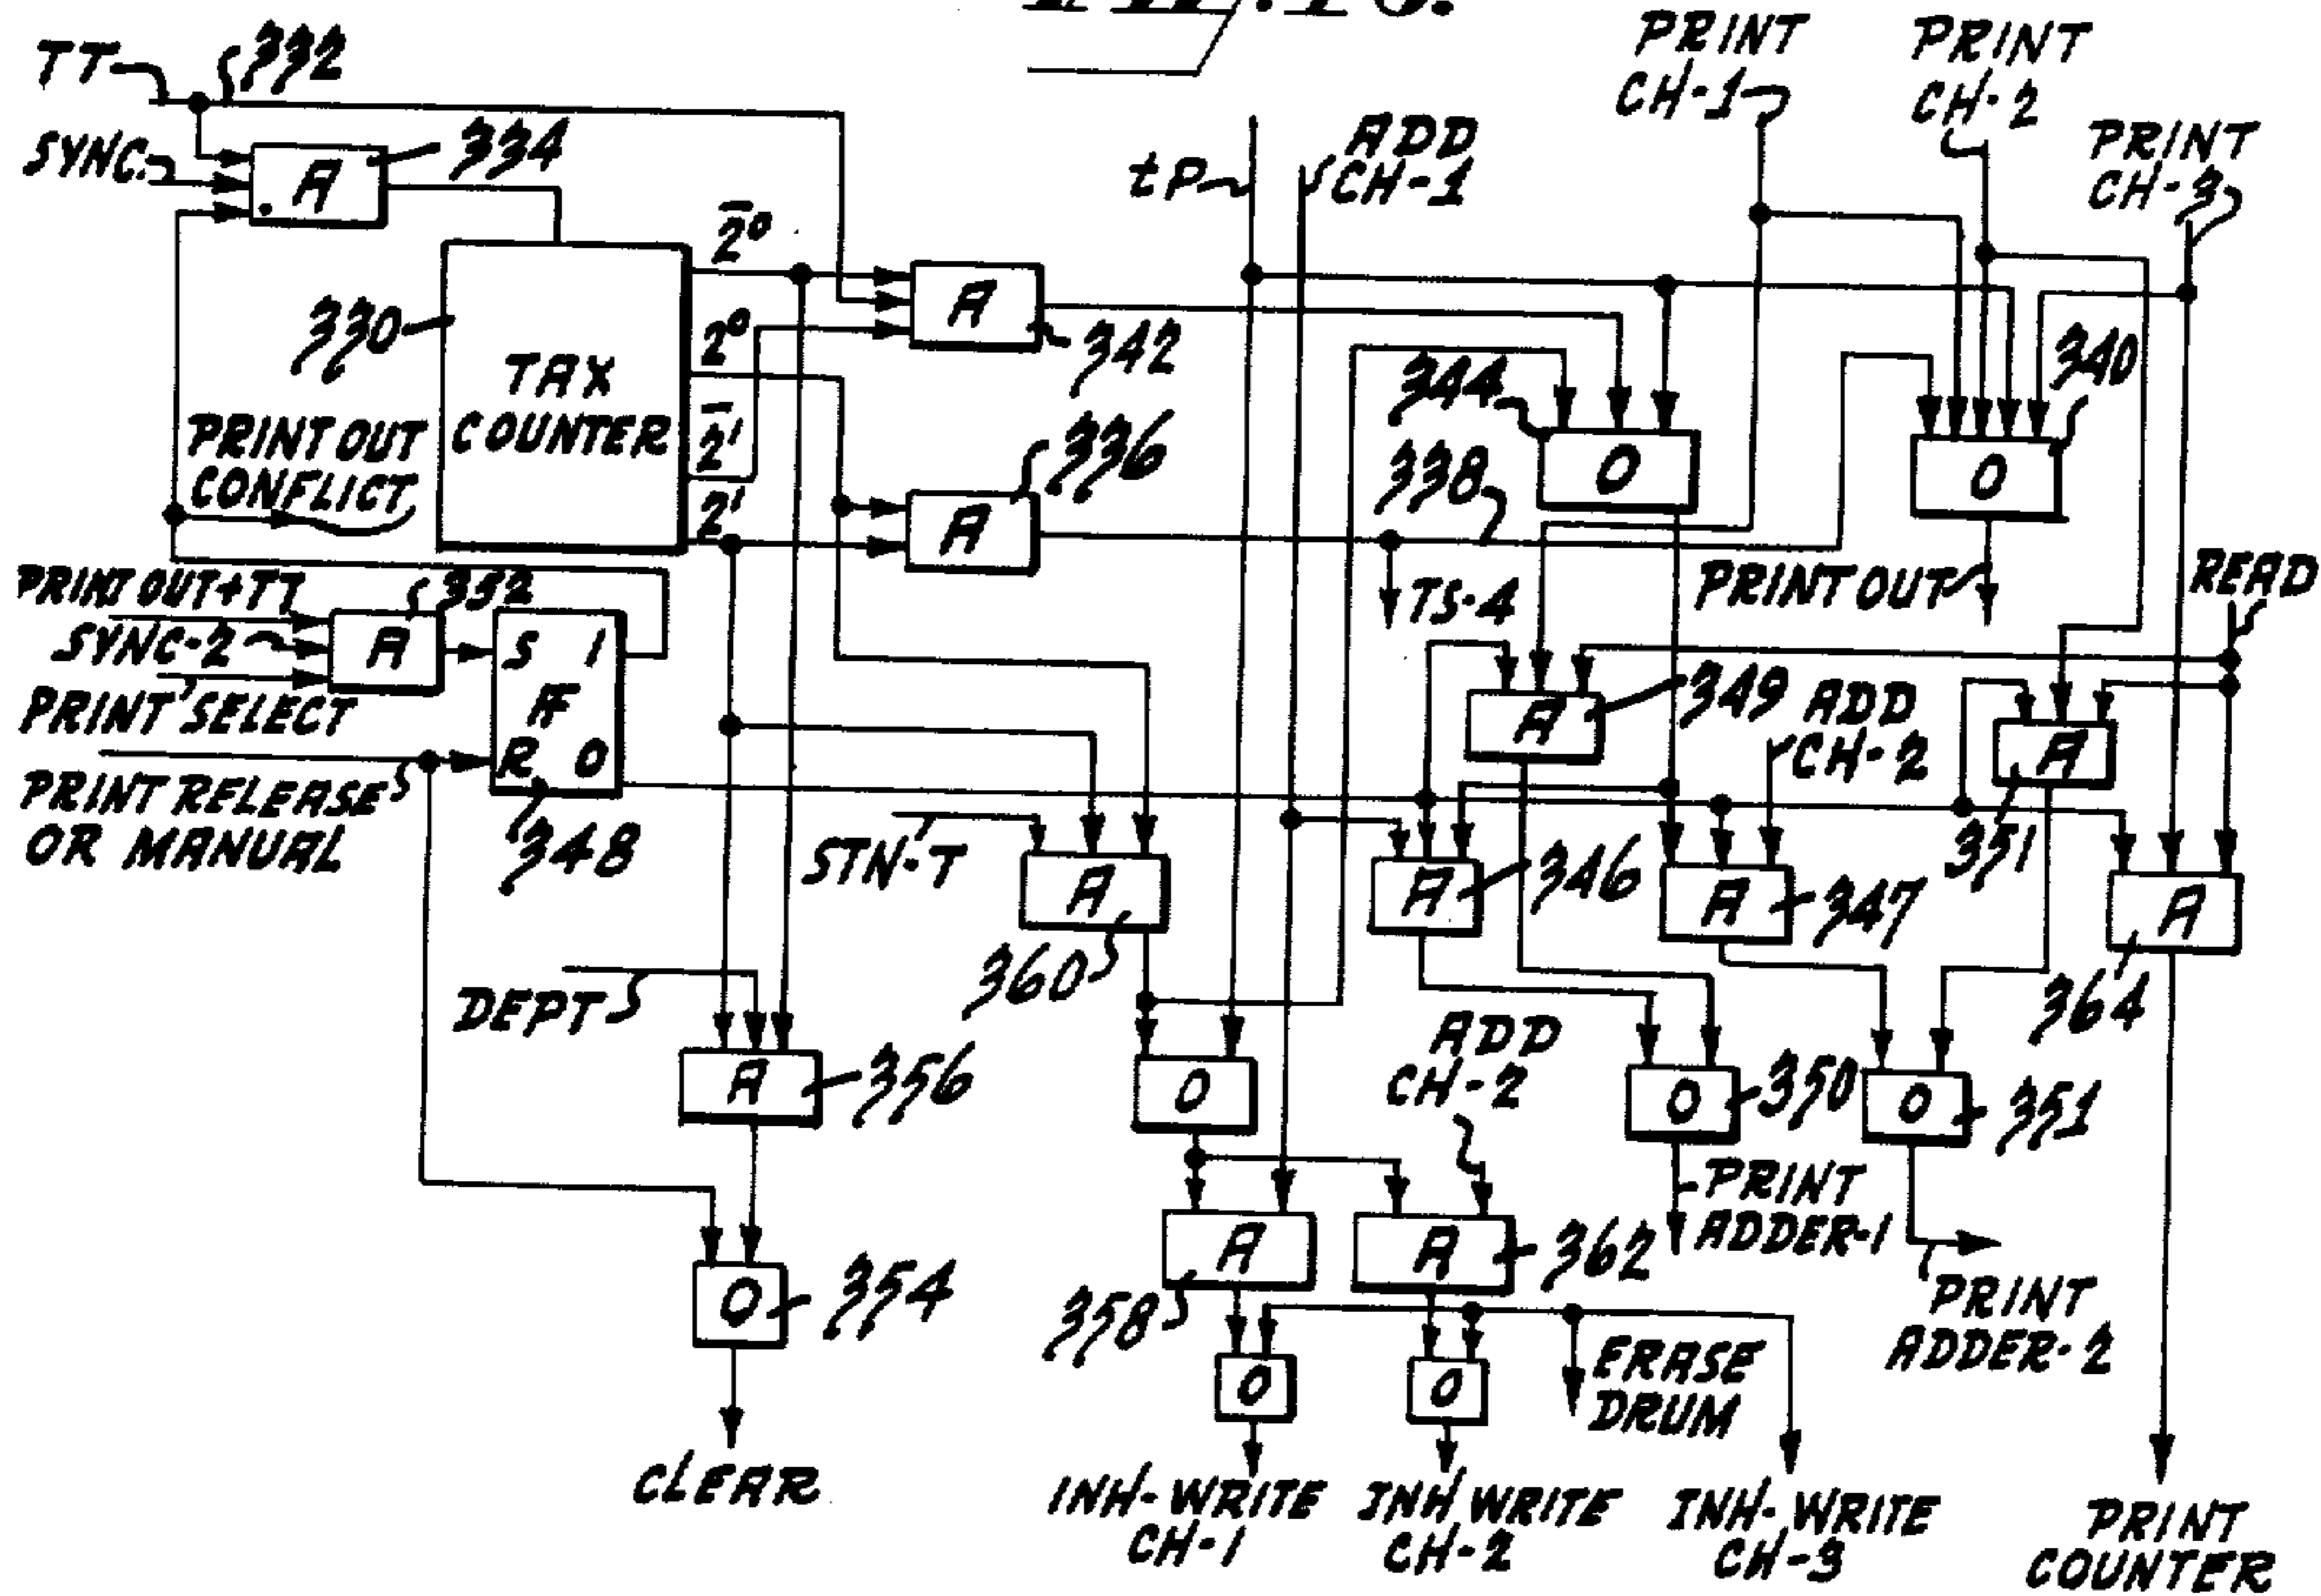 TT
332
SYNC.
A
334
tP
ADD
CH-1
PRINT
CH-1
PRINT
CH-2
PRINT
CH-3
330
TAX
COUNTER
2̄⁰
2⁰
2̄'
2'
A
342
344
O
340
O
PRINT OUT
CONFLICT
A
336
338
TS-4
PRINT OUT
READ
PRINT OUT+TT
SYNC-2
PRINT SELECT
A
352
S 1
FF
R 0
348
PRINT RELEASE
OR MANUAL
A
349
ADD
CH-2
A
351
STN-T
A
360
A
346
A
347
A
364
DEPT
A
356
O
ADD
CH-2
O
350
O
351
PRINT
ADDER-1
PRINT
ADDER-2
O
354
CLEAR
A
358
A
362
O
O
ERASE
DRUM
INH-WRITE
CH-1
INH WRITE
CH-2
INH-WRITE
CH-3
PRINT
COUNTER